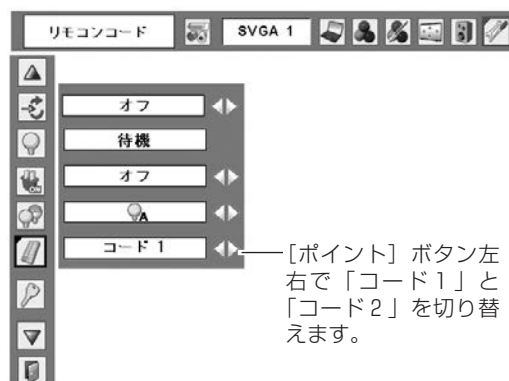 リモコンコード
SVGA 1
オフ
待機
ON
オフ
A
コード 1
[ポイント] ボタン左
右で「コード1」と
「コード2」を切り替
えます。